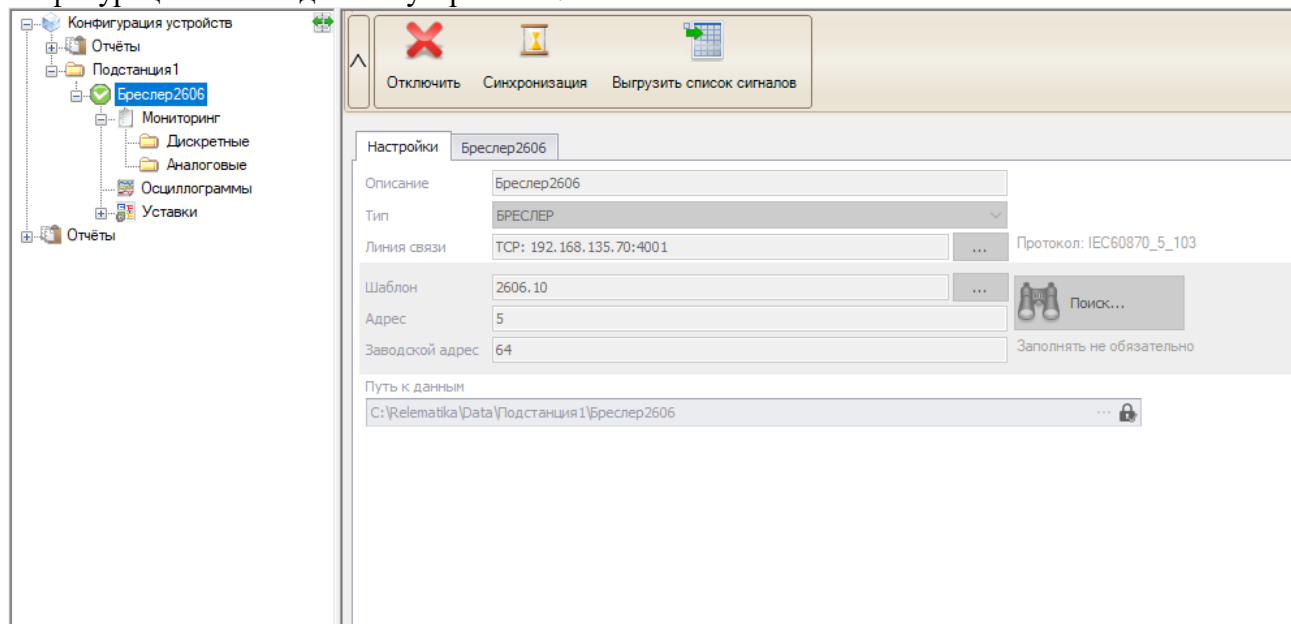 Конфигурация устройств
Отчёты
Подстанция1
Бреслер2606
Мониторинг
Дискретные
Аналоговые
Осциллограммы
Уставки
Отчёты
Отключить
Синхронизация
Выгрузить список сигналов
Настройки
Бреслер2606
Описание
Бреслер2606
Тип
БРЕСЛЕР
Линия связи
TCP: 192.168.135.70:4001
...
Протокол: IEC60870_5_103
Шаблон
2606.10
...
Поиск...
Адрес
5
Заводской адрес
64
Заполнять не обязательно
Путь к данным
C:\Relematika\Data\Подстанция1\Бреслер2606
...